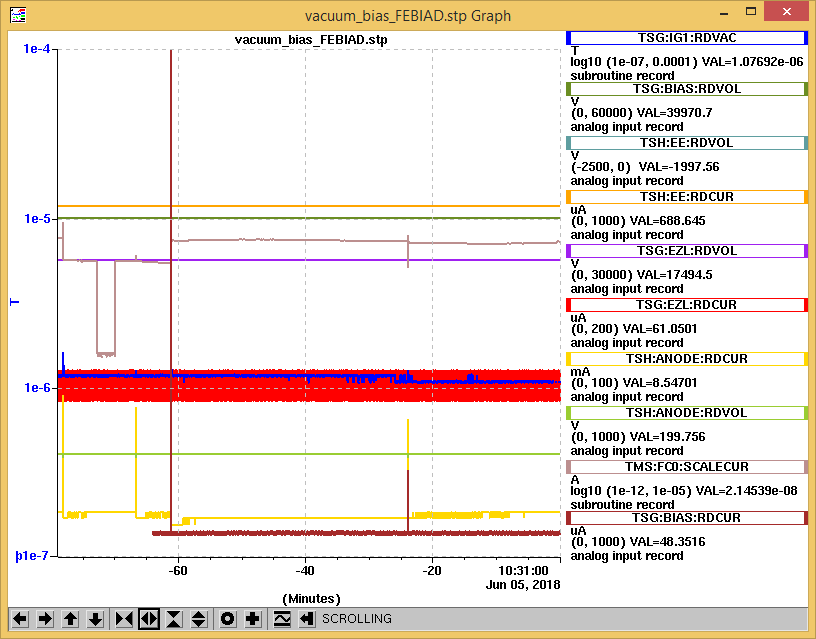 vacuum_bias_FEBIAD.stp Graph
vacuum_bias_FEBIAD.stp
1e-4
1e-5
T
1e-6
1e-7
-60
-40
-20
10:31:00
Jun 05, 2018
(Minutes)
TSG:IG1:RDVAC
T
log10 (1e-07, 0.0001) VAL=1.07692e-06
subroutine record
TSG:BIAS:RDVOL
V
(0, 60000) VAL=39970.7
analog input record
TSH:EE:RDVOL
V
(-2500, 0) VAL=-1997.56
analog input record
TSH:EE:RDCUR
uA
(0, 1000) VAL=688.645
analog input record
TSG:EZL:RDVOL
V
(0, 30000) VAL=17494.5
analog input record
TSG:EZL:RDCUR
uA
(0, 200) VAL=61.0501
analog input record
TSH:ANODE:RDCUR
mA
(0, 100) VAL=8.54701
analog input record
TSH:ANODE:RDVOL
V
(0, 1000) VAL=199.756
analog input record
TMS:FC0:SCALECUR
A
log10 (1e-12, 1e-05) VAL=2.14539e-08
subroutine record
TSG:BIAS:RDCUR
uA
(0, 1000) VAL=48.3516
analog input record
SCROLLING